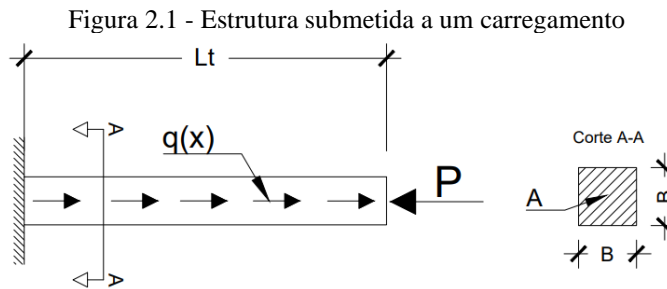 Figura 2.1 - Estrutura submetida a um carregamento
Lt
A
q(x)
P
A
Corte A-A
A
B
B